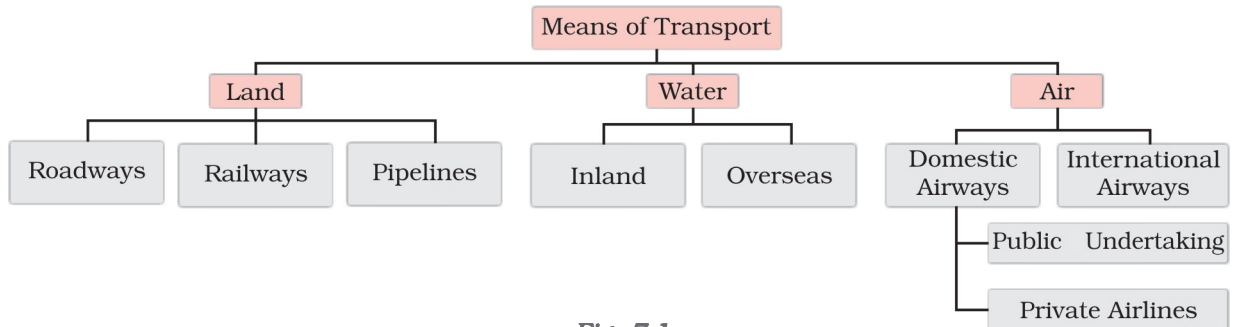 Means of Transport
Land
Water
Air
Roadways
Railways
Pipelines
Inland
Overseas
Domestic
Airways
International
Airways
Public Undertaking
Private Airlines